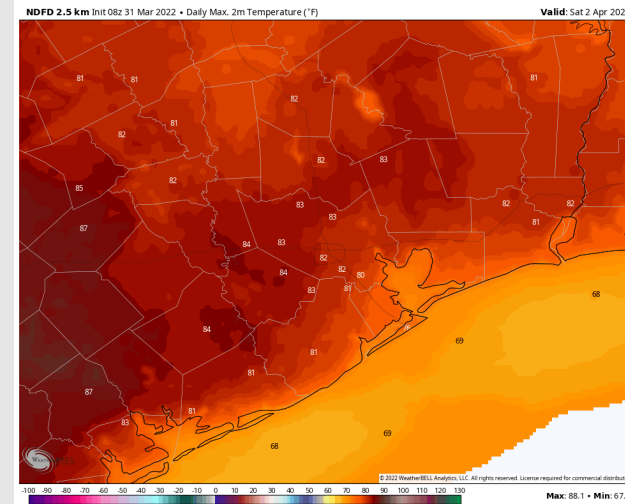 NDFD 2.5 km Init 08z 31 Mar 2022 • Daily Max. 2m Temperature (°F)
Valid: Sat 2 Apr 202
81 81 81
82
81
82
82 83
85 82
83 82 82
83 81
87
84 83
82
84 82 80
83 81
68
84
69
81
81
87
81
83
69
68
© 2022 WeatherBELL Analytics, LLC. All rights reserved. License required for commercial distribu
-100 -90 -80 -70 -60 -50 -40 -30 -20 -10 0 10 20 30 40 50 60 70 80 90 100 110 120 130
Max: 88.1 • Min: 67.